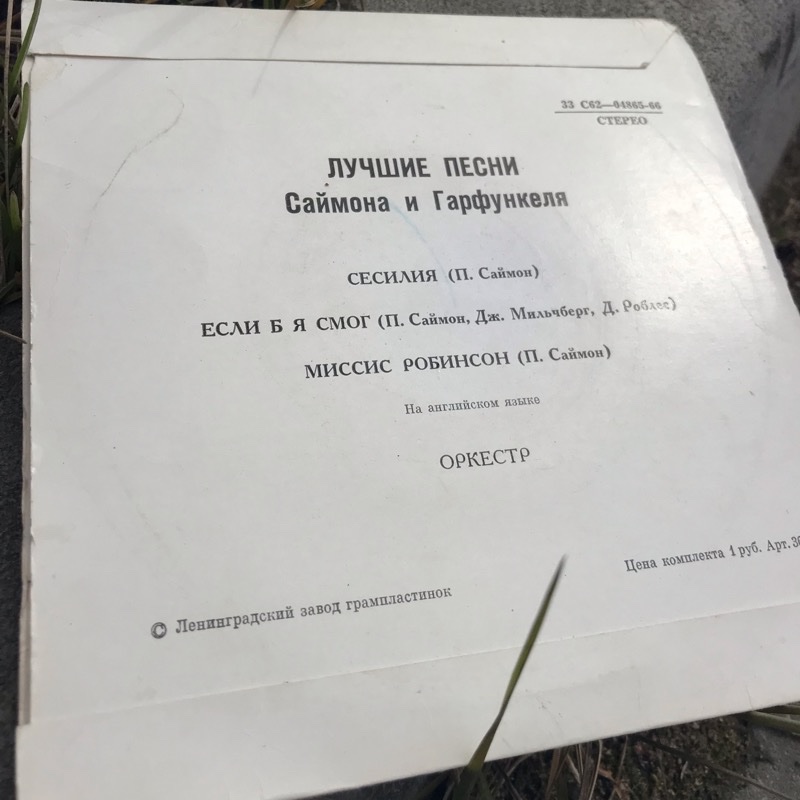 33 С62—04865-66
СТЕРЕО
ЛУЧШИЕ ПЕСНИ
Саймона и Гарфункеля
СЕСИЛИЯ (П. Саймон)
ЕСЛИ Б Я СМОГ (П. Саймон, Дж. Мильчберг, Д. Роблес)
МИССИС РОБИНСОН (П. Саймон)
На английском языке
ОРКЕСТР
Цена комплекта 1 руб. Арт.
© Ленинградский завод грампластинок